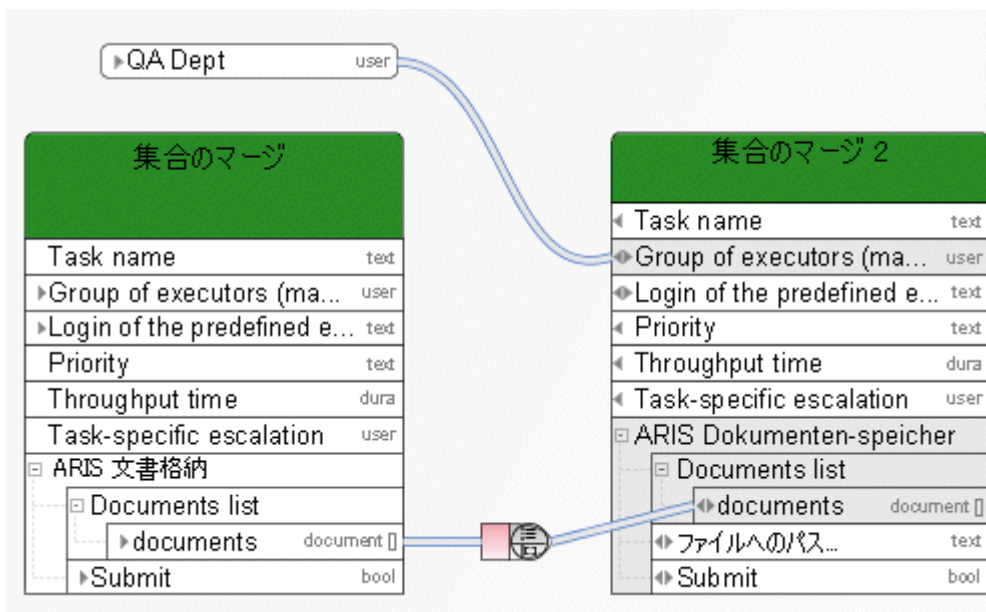 QA Dept user
集合のマージ
Task name text
Group of executors (ma... user
Login of the predefined e... text
Priority text
Throughput time dura
Task-specific escalation user
ARIS 文書格納
Documents list
documents document []
Submit bool
集合のマージ 2
Task name text
Group of executors (ma... user
Login of the predefined e... text
Priority text
Throughput time dura
Task-specific escalation user
ARIS Dokumenten-speicher
Documents list
documents document []
ファイルへのパス... text
Submit bool